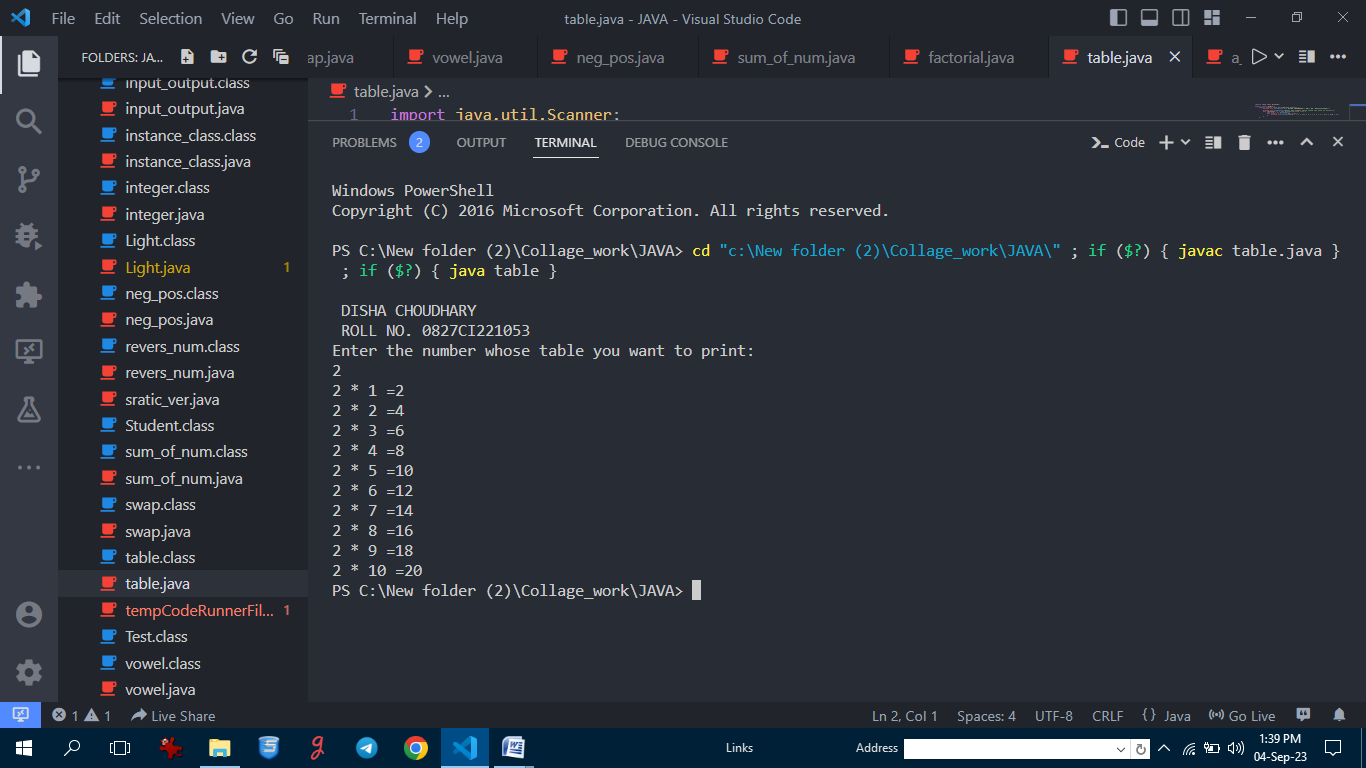 File Edit Selection View Go Run Terminal Help table.java - JAVA - Visual Studio Code
FOLDERS: JA... ap.java vowel.java neg_pos.java sum_of_num.java factorial.java table.java a_
input_output.class
input_output.java
instance_class.class
instance_class.java
integer.class
integer.java
Light.class
Light.java 1
neg_pos.class
neg_pos.java
revers_num.class
revers_num.java
sratic_ver.java
Student.class
sum_of_num.class
sum_of_num.java
swap.class
swap.java
table.class
table.java
tempCodeRunnerFil... 1
Test.class
vowel.class
vowel.java
table.java > ...
1 import java.util.Scanner;
PROBLEMS 2 OUTPUT TERMINAL DEBUG CONSOLE Code
Windows PowerShell
Copyright (C) 2016 Microsoft Corporation. All rights reserved.
PS C:\New folder (2)\Collage_work\JAVA> cd "c:\New folder (2)\Collage_work\JAVA\" ; if ($?) { javac table.java }
; if ($?) { java table }
DISHA CHOUDHARY
ROLL NO. 0827CI221053
Enter the number whose table you want to print:
2
2 * 1 =2
2 * 2 =4
2 * 3 =6
2 * 4 =8
2 * 5 =10
2 * 6 =12
2 * 7 =14
2 * 8 =16
2 * 9 =18
2 * 10 =20
PS C:\New folder (2)\Collage_work\JAVA>
1 1 Live Share Ln 2, Col 1 Spaces: 4 UTF-8 CRLF {} Java Go Live
Links Address 1:39 PM
04-Sep-23